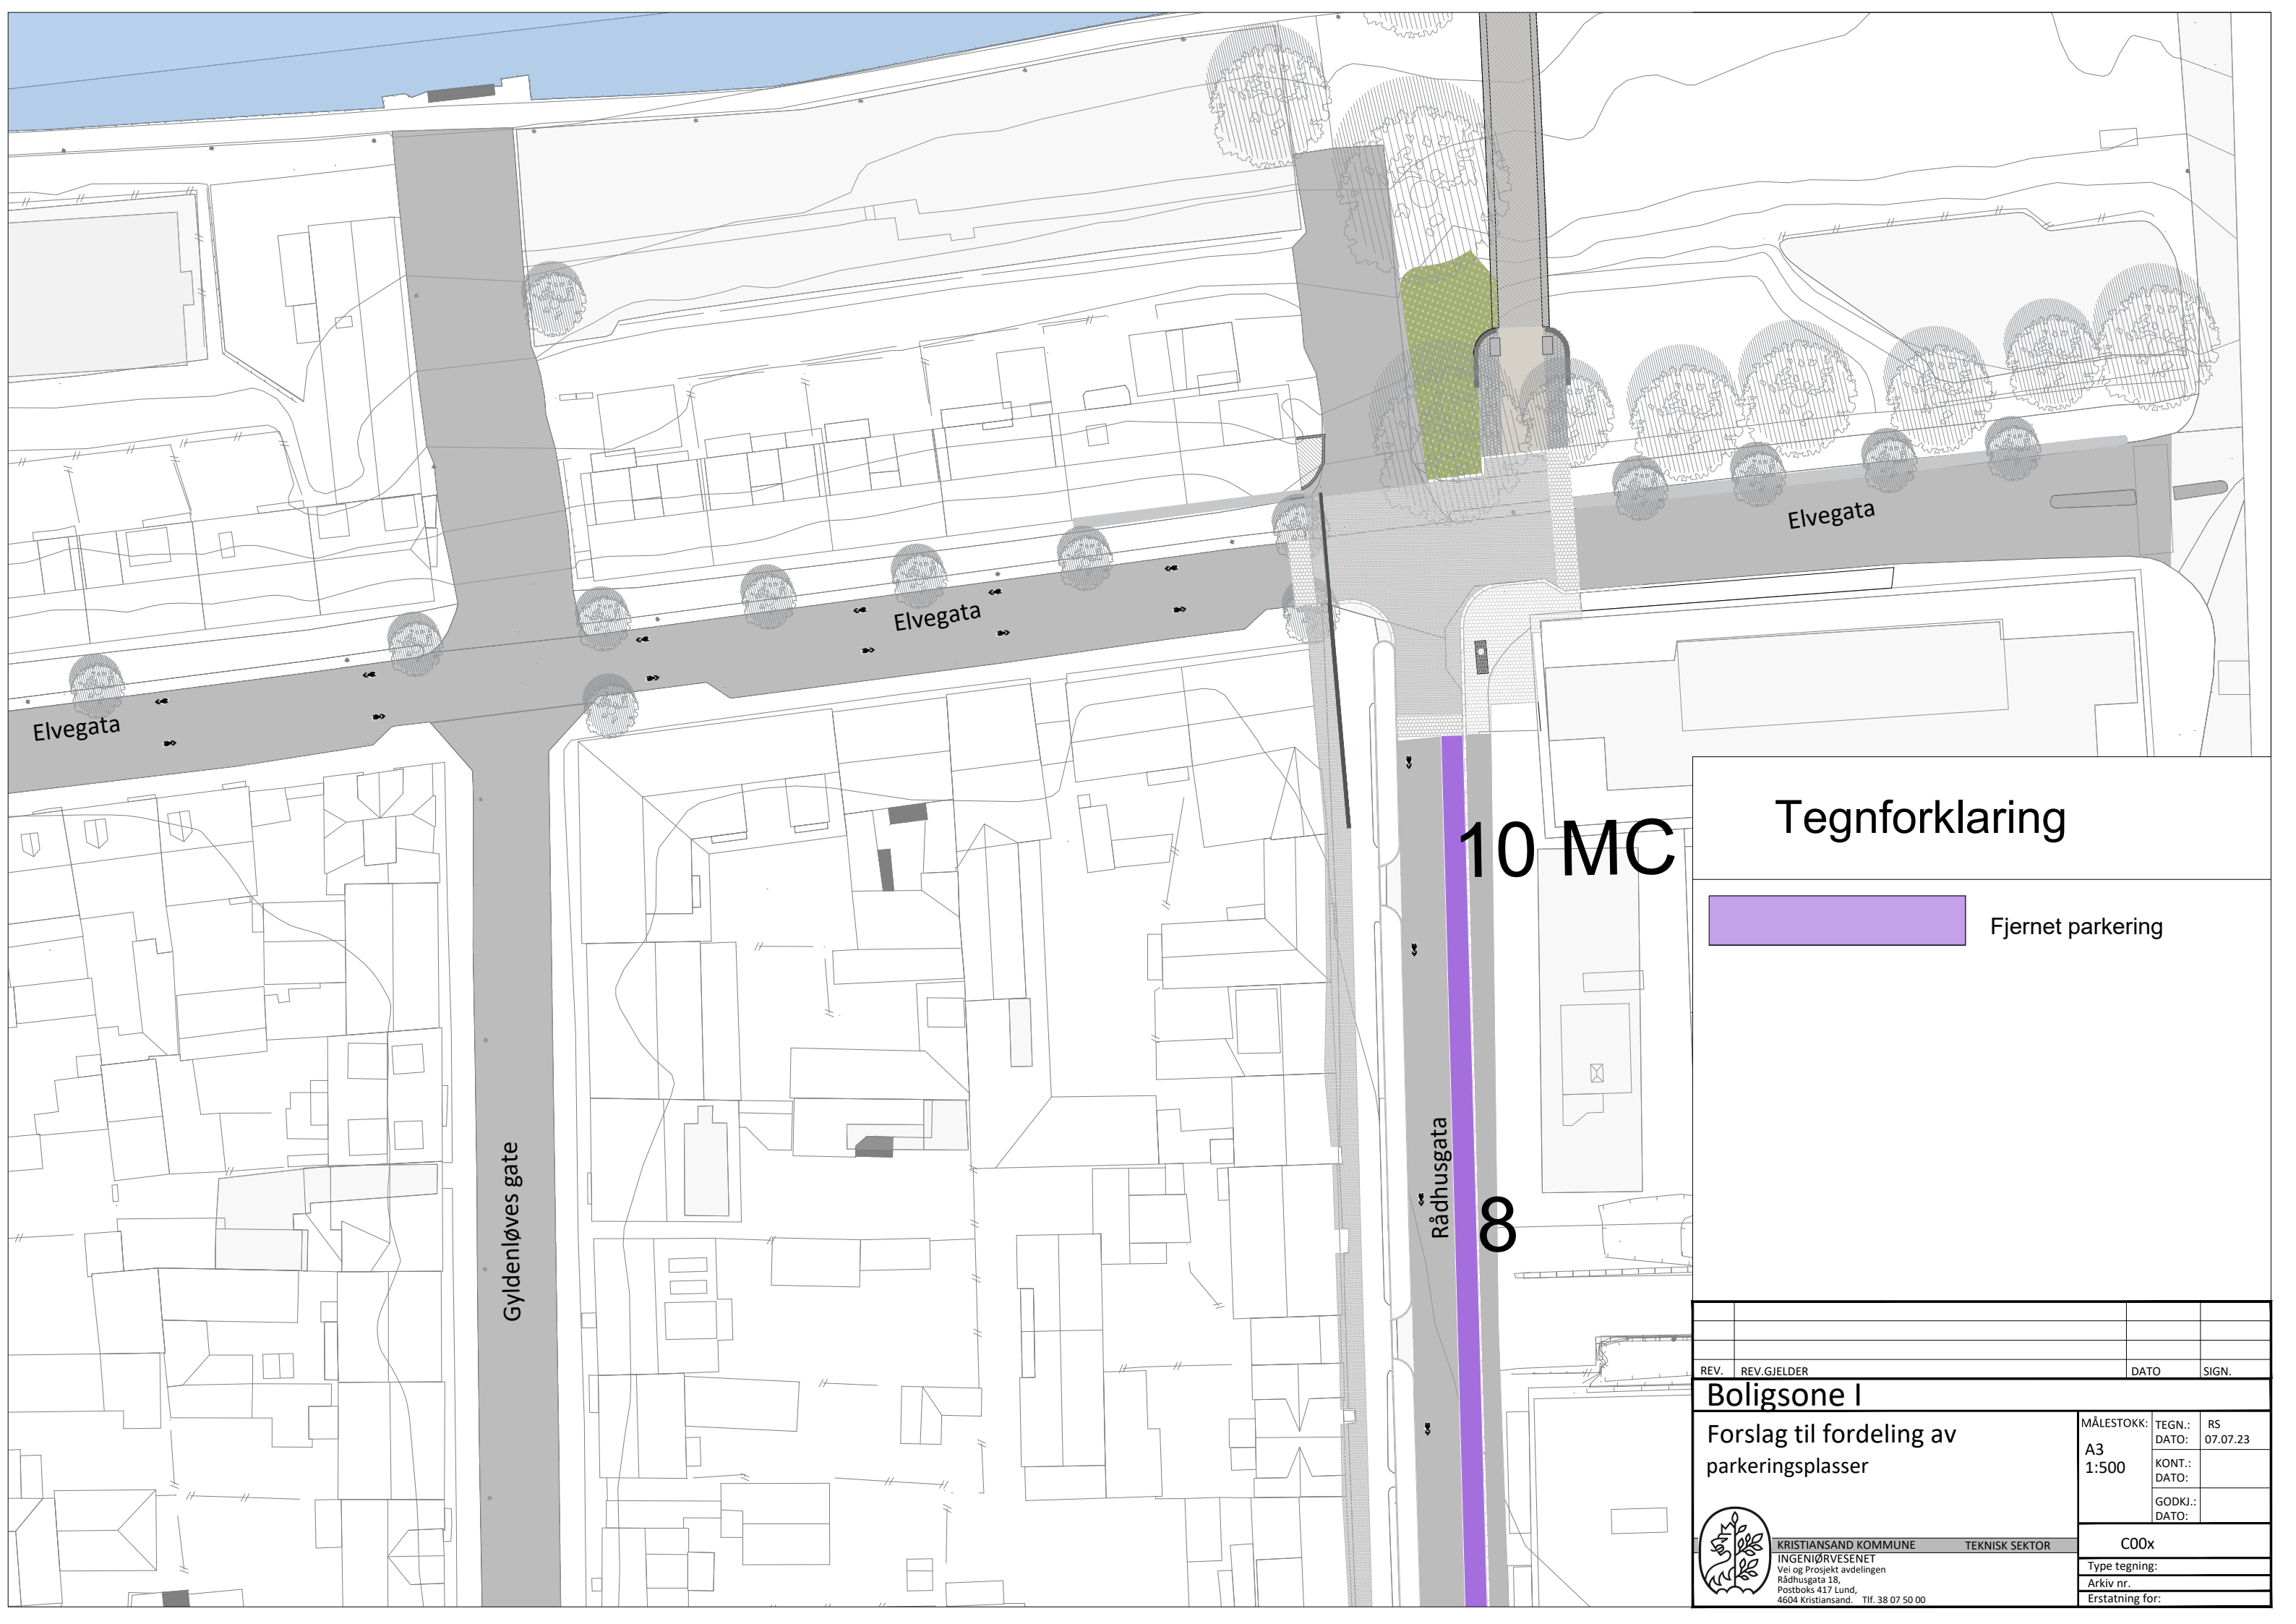 Elvegata
Elvegata
Elvegata
Gyldenløves gate
Rådhusgata
10 MC
8
Tegnforklaring
Fjernet parkering
REV. REV.GJELDER DATO SIGN.
Boligsone I
Forslag til fordeling av
parkeringsplasser
MÅLESTOKK:
A3
1:500
TEGN.: RS
DATO: 07.07.23
KONT.:
DATO:
GODKJ.:
DATO:
KRISTIANSAND KOMMUNE TEKNISK SEKTOR
INGENIØRVESENET
Vei og Prosjekt avdelingen
Rådhusgata 18,
Postboks 417 Lund,
4604 Kristiansand. Tlf. 38 07 50 00
C00x
Type tegning:
Arkiv nr.
Erstatning for: